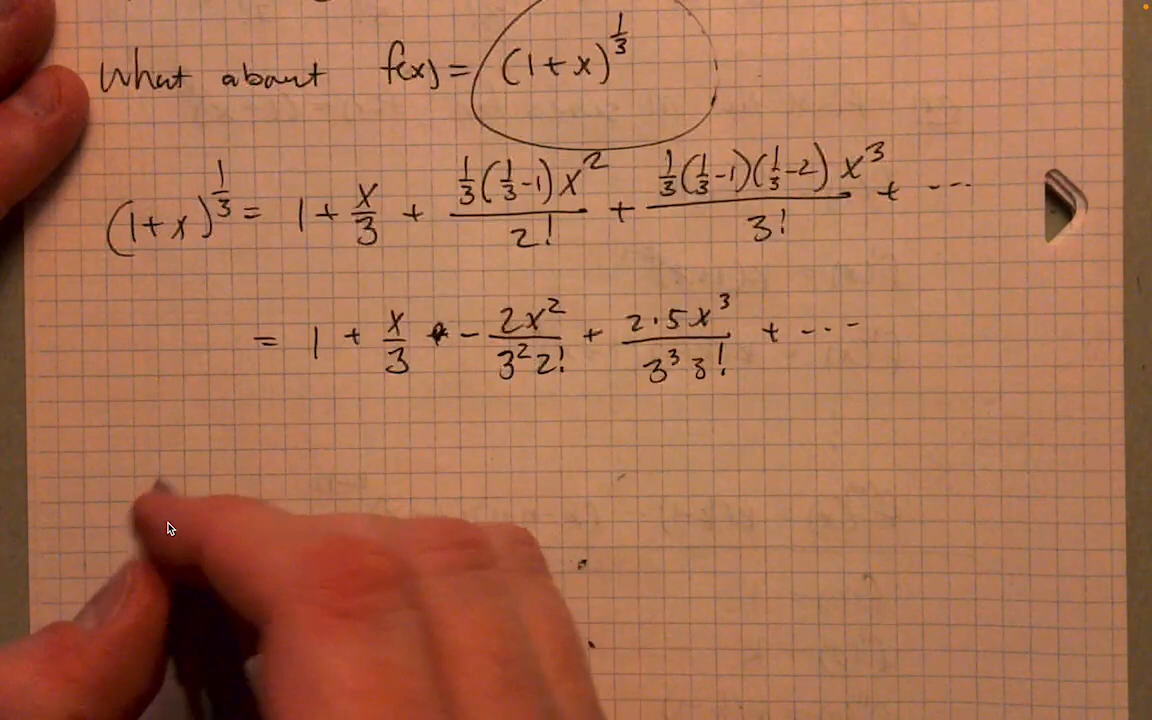 What about f(x) = (1+x)^{1/3}
(1+x)^{1/3} = 1 + x/3 + (1/3(1/3-1)x^2)/2! + (1/3(1/3-1)(1/3-2)x^3)/3! + ...
= 1 + x/3 - 2x^2/(3^2 2!) + 2·5x^3/(3^3 3!) + ...